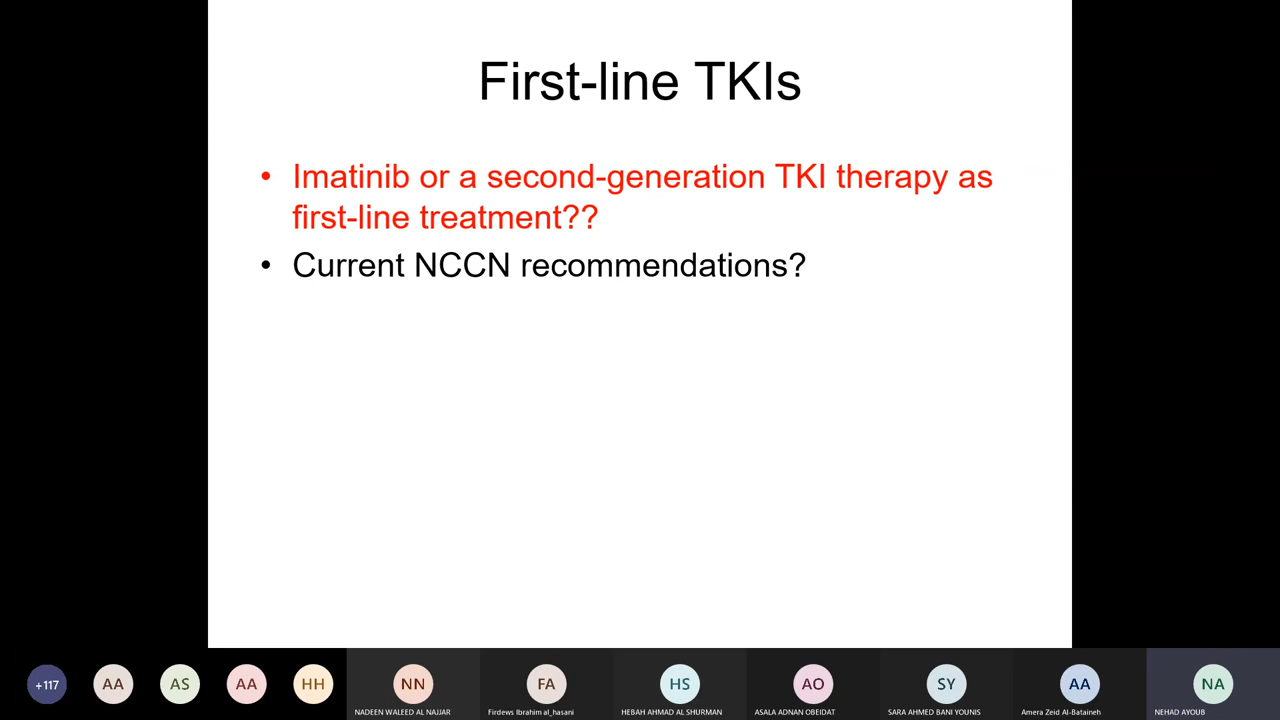 First-line TKIs
• Imatinib or a second-generation TKI therapy as
first-line treatment??
• Current NCCN recommendations?
+117
AA
AS
AA
HH
NN
FA
HS
AO
SY
AA
NA
NADEEN WALEED AL NAJJAR
Firdews Ibrahim al_hasani
HEBAH AHMAD AL SHURMAN
ASALA ADNAN OBEIDAT
SARA AHMED BANI YOUNIS
Amera Zeid Al-Bataineh
NEHAD AYOUB